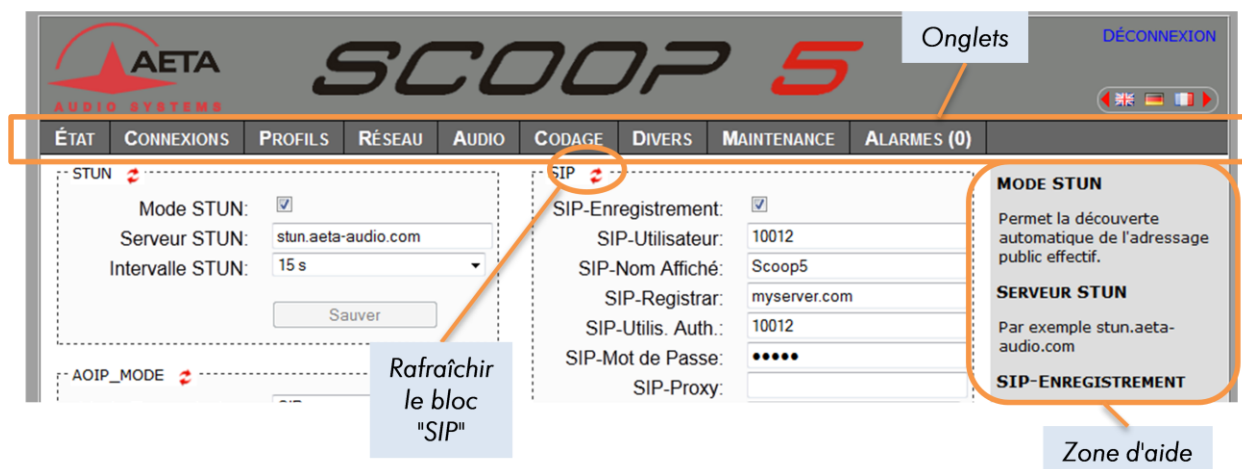 Onglets
DÉCONNEXION
AETA
AUDIO SYSTEMS
SCOOP 5
ÉTAT CONNEXIONS PROFILS RÉSEAU AUDIO CODAGE DIVERS MAINTENANCE ALARMES (0)
STUN
Mode STUN:
Serveur STUN: stun.aeta-audio.com
Intervalle STUN: 15 s
Sauver
AOIP_MODE
SIP
SIP-Enregistrement:
SIP-Utilisateur: 10012
SIP-Nom Affiché: Scoop5
SIP-Registrar: myserver.com
SIP-Utilis. Auth.: 10012
SIP-Mot de Passe: •••••
SIP-Proxy:
MODE STUN
Permet la découverte
automatique de l'adressage
public effectif.
SERVEUR STUN
Par exemple stun.aeta-
audio.com
SIP-ENREGISTREMENT
Rafraîchir
le bloc
"SIP"
Zone d'aide